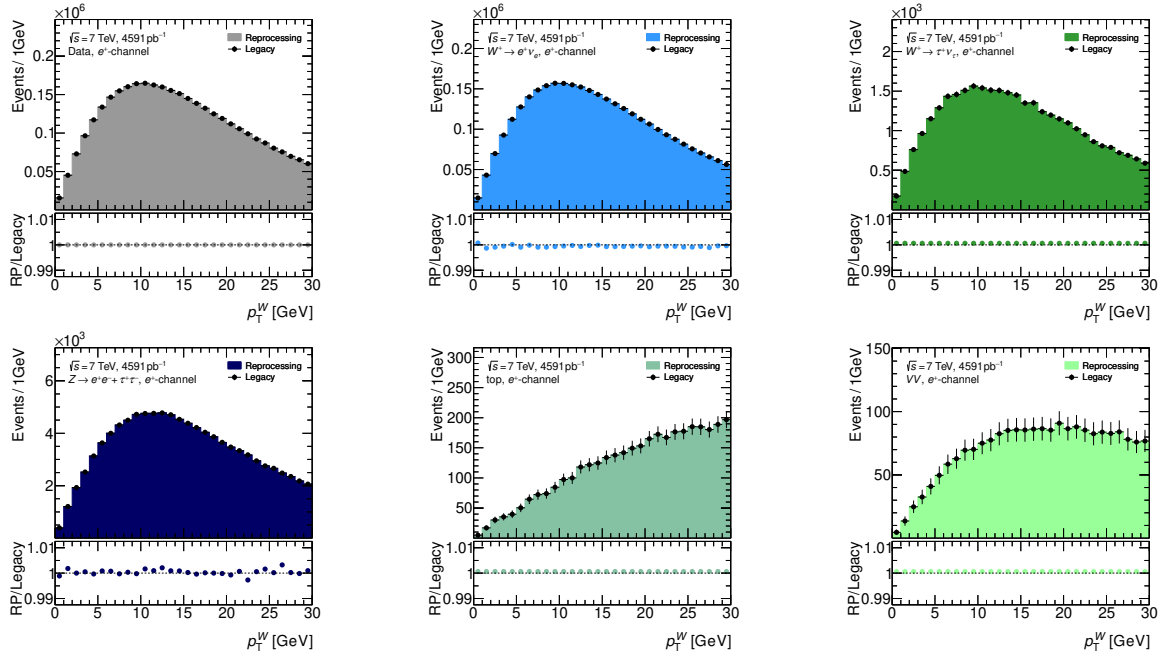 ×10⁶
Events/ 1GeV
0.2
0.15
0.1
0.05
√s = 7 TeV, 4591 pb⁻¹
Data, e⁺-channel
Reprocessing
Legacy
RP/Legacy
1.01
1
0.99
0 5 10 15 20 25 30
p_T^W [GeV]
×10⁶
Events/ 1GeV
0.2
0.15
0.1
0.05
√s = 7 TeV, 4591 pb⁻¹
W⁺ → e⁺ν_e, e⁺-channel
Reprocessing
Legacy
RP/Legacy
1.01
1
0.99
0 5 10 15 20 25 30
p_T^W [GeV]
×10³
Events/ 1GeV
2
1.5
1
0.5
√s = 7 TeV, 4591 pb⁻¹
W⁺ → τ⁺ν_τ, e⁺-channel
Reprocessing
Legacy
RP/Legacy
1.01
1
0.99
0 5 10 15 20 25 30
p_T^W [GeV]
×10³
Events/ 1GeV
6
4
2
√s = 7 TeV, 4591 pb⁻¹
Z → e⁺e⁻ + τ⁺τ⁻, e⁺-channel
Reprocessing
Legacy
RP/Legacy
1.01
1
0.99
0 5 10 15 20 25 30
p_T^W [GeV]
Events/ 1GeV
300
250
200
150
100
50
√s = 7 TeV, 4591 pb⁻¹
top, e⁺-channel
Reprocessing
Legacy
RP/Legacy
1.01
1
0.99
0 5 10 15 20 25 30
p_T^W [GeV]
Events/ 1GeV
150
100
50
√s = 7 TeV, 4591 pb⁻¹
VV, e⁺-channel
Reprocessing
Legacy
RP/Legacy
1.01
1
0.99
0 5 10 15 20 25 30
p_T^W [GeV]